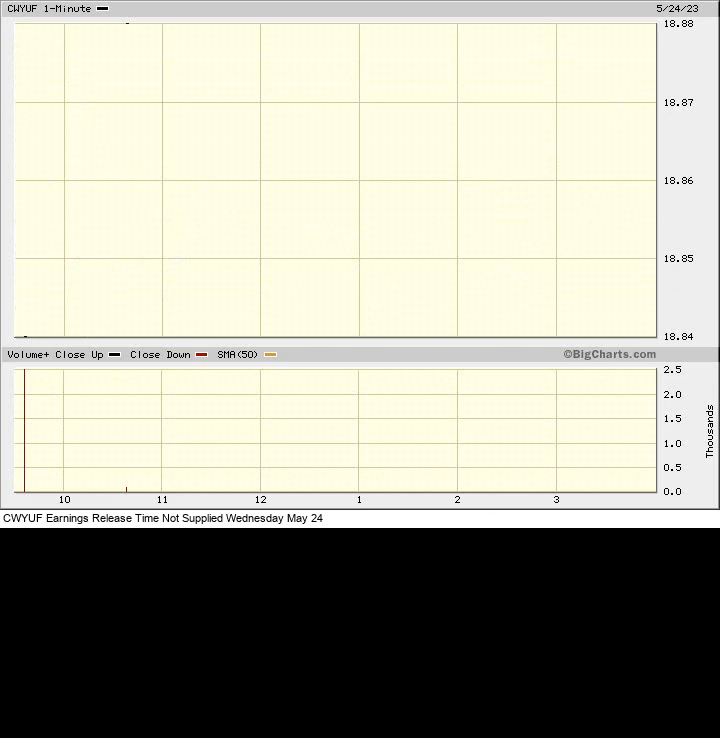 CWYUF 1-Minute 5/24/23
18.88
18.87
18.86
18.85
18.84
Volume+ Close Up Close Down SMA(50) ©BigCharts.com
2.5
2.0
1.5
1.0
0.5
0.0
Thousands
10 11 12 1 2 3
CWYUF Earnings Release Time Not Supplied Wednesday May 24